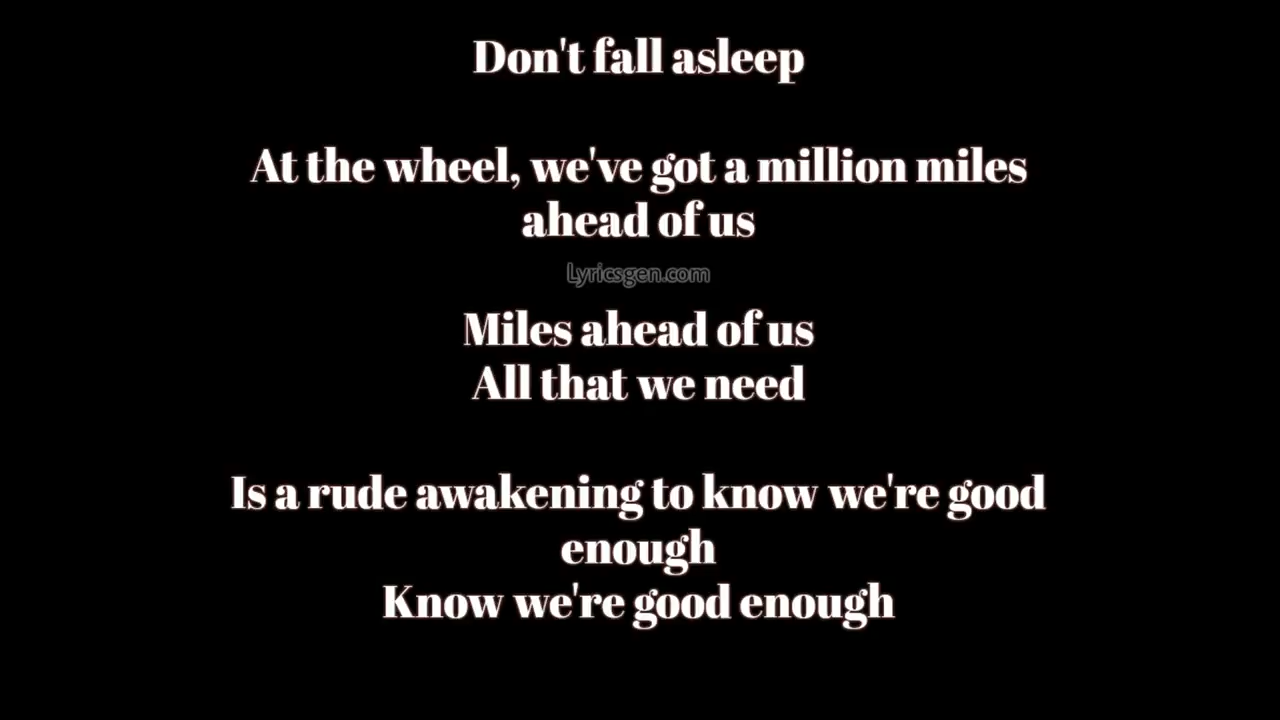 Don't fall asleep
At the wheel, we've got a million miles
ahead of us
Lyricsgen.com
Miles ahead of us
All that we need
Is a rude awakening to know we're good
enough
Know we're good enough